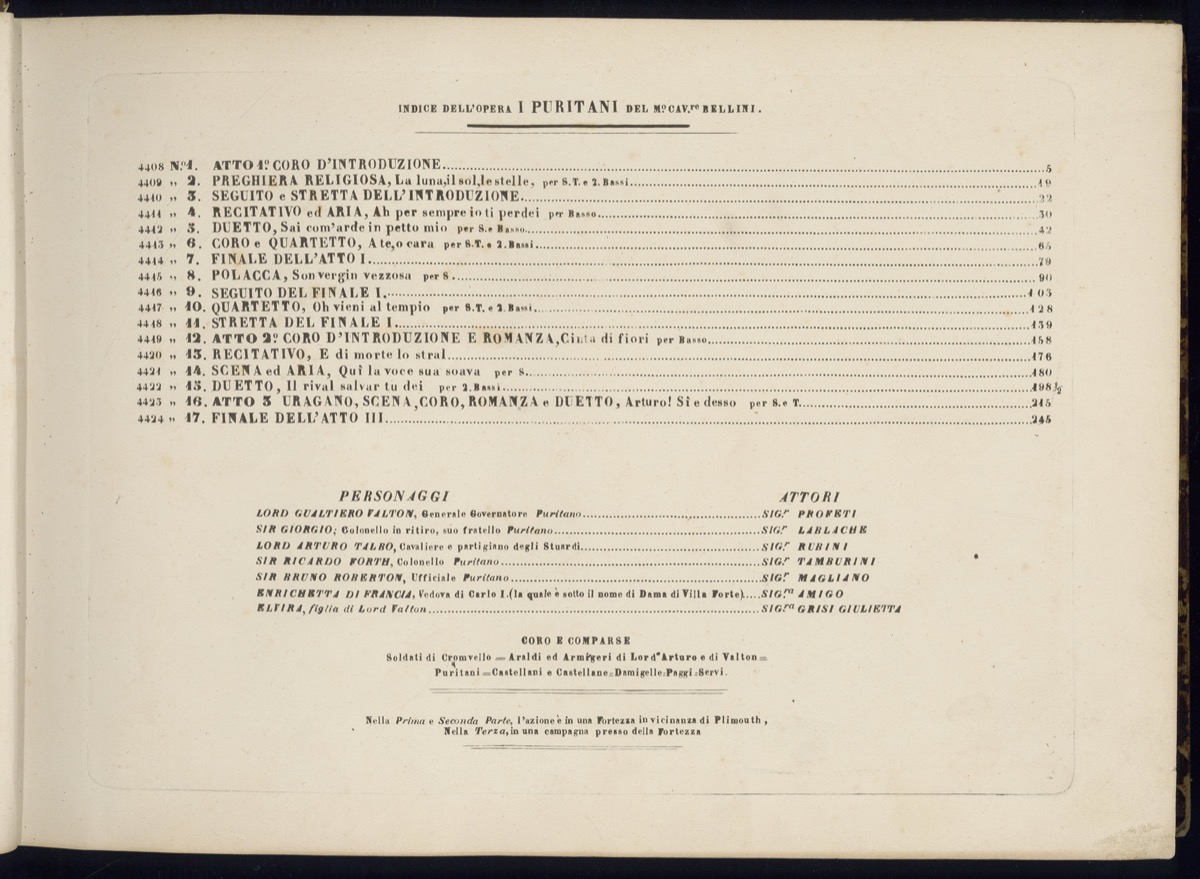 INDICE DELL'OPERA I PURITANI DEL M.º CAV.re BELLINI.
4408 N.º 1. ATTO 1.º CORO D'INTRODUZIONE 5
4409 " 2. PREGHIERA RELIGIOSA, La luna, il sol, le stelle, per S. T. e 2. Bassi 19
4410 " 3. SEGUITO e STRETTA DELL'INTRODUZIONE 22
4411 " 4. RECITATIVO ed ARIA, Ah per sempre io ti perdei per Basso 30
4412 " 5. DUETTO, Sai com'arde in petto mio per S. e Basso 42
4413 " 6. CORO e QUARTETTO, A te, o cara per S. T. e 2. Bassi 65
4414 " 7. FINALE DELL'ATTO I 79
4415 " 8. POLACCA, Son vergin vezzosa per S. 90
4416 " 9. SEGUITO DEL FINALE I. 103
4417 " 10. QUARTETTO, Oh vieni al tempio per S. T. e 2. Bassi 128
4418 " 11. STRETTA DEL FINALE I. 139
4419 " 12. ATTO 2.º CORO D'INTRODUZIONE E ROMANZA, Cinta di fiori per Basso 158
4420 " 13. RECITATIVO, E di morte lo stral 176
4421 " 14. SCENA ed ARIA, Quì la voce sua soava per S. 180
4422 " 15. DUETTO, Il rival salvar tu dei per 2. Bassi 198 1/2
4423 " 16. ATTO 3 URAGANO, SCENA, CORO, ROMANZA e DUETTO, Arturo! Sì e desso per S. e T. 215
4424 " 17. FINALE DELL'ATTO III 245
PERSONAGGI ATTORI
LORD GUALTIERO VALTON, Generale Governatore Puritano SIG.r PROFETI
SIR GIORGIO; Colonello in ritiro, suo fratello Puritano SIG.r LABLACHE
LORD ARTURO TALBO, Cavaliere e partigiano degli Stuardi SIG.r RUBINI
SIR RICARDO FORTH, Colonello Puritano SIG.r TAMBURINI
SIR BRUNO ROBERTON, Ufficiale Puritano SIG.r MAGLIANO
ENRICHETTA DI FRANCIA, Vedova di Carlo I. (la quale è sotto il nome di Dama di Villa Forte) SIG.ra AMIGO
ELVIRA, figlia di Lord Valton SIG.ra GRISI GIULIETTA
CORO E COMPARSE
Soldati di Cromvello = Araldi ed Armigeri di Lord Arturo e di Valton =
Puritani = Castellani e Castellane = Damigelle = Paggi = Servi.
Nella Prima e Seconda Parte, l'azione è in una Fortezza in vicinanza di Plimouth,
Nella Terza, in una campagna presso della Fortezza